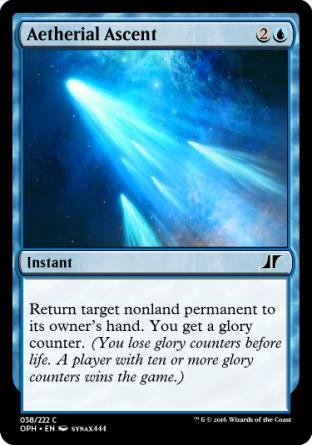 Aetherial Ascent 2
Instant
Return target nonland permanent to
its owner's hand. You get a glory
counter. (You lose glory counters before
life. A player with ten or more glory
counters wins the game.)
038/222 C
OPH • EN SYNAX444
™ & © 2016 Wizards of the Coast